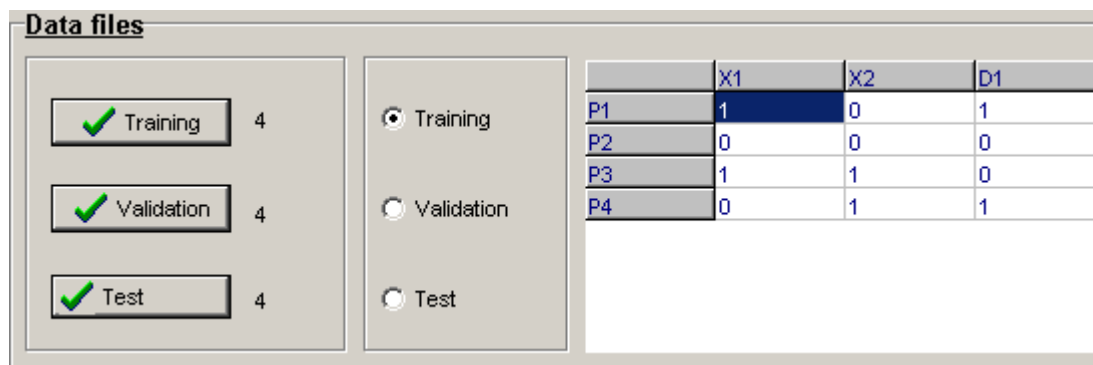 Data files
Training 4
Validation 4
Test 4
Training
Validation
Test
X1 X2 D1
P1 1 0 1
P2 0 0 0
P3 1 1 0
P4 0 1 1